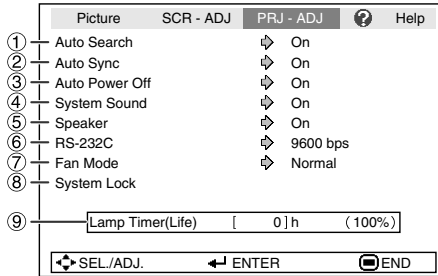 Picture SCR - ADJ PRJ - ADJ ? Help
① Auto Search On
② Auto Sync On
③ Auto Power Off On
④ System Sound On
⑤ Speaker On
⑥ RS-232C 9600 bps
⑦ Fan Mode Normal
⑧ System Lock
⑨ Lamp Timer(Life) [ 0] h (100%)
SEL./ADJ. ENTER END